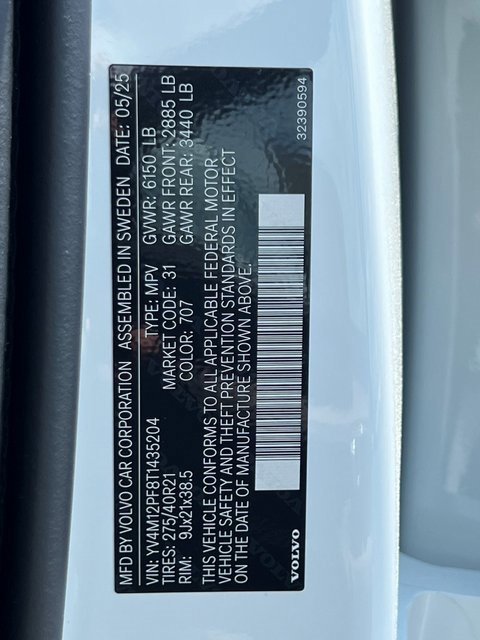 MFD BY VOLVO CAR CORPORATION ASSEMBLED IN SWEDEN DATE: 05/25
VIN: YV4M12PF8T1435204 TYPE: MPV GVWR: 6150 LB
TIRES: 275/40R21 MARKET CODE: 31 GAWR FRONT: 2885 LB
RIM: 9Jx21x38.5 COLOR: 707 GAWR REAR: 3440 LB
THIS VEHICLE CONFORMS TO ALL APPLICABLE FEDERAL MOTOR
VEHICLE SAFETY AND THEFT PREVENTION STANDARDS IN EFFECT
ON THE DATE OF MANUFACTURE SHOWN ABOVE.
VOLVO 32390594